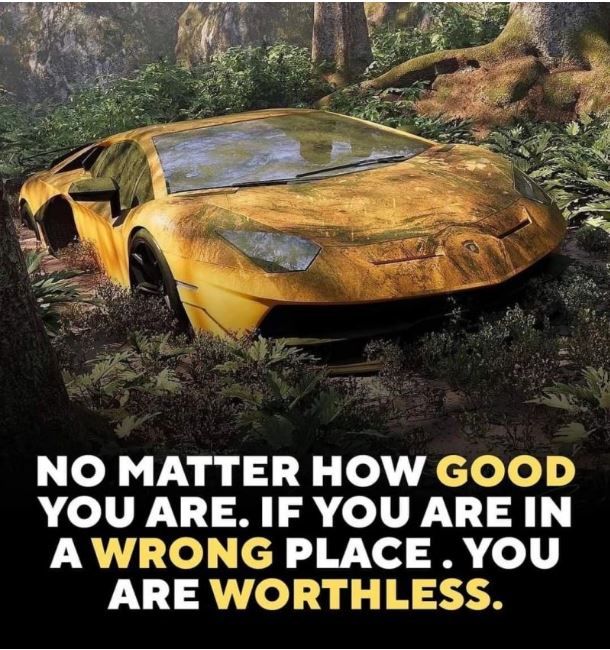 NO MATTER HOW GOOD
YOU ARE. IF YOU ARE IN
A WRONG PLACE . YOU
ARE WORTHLESS.